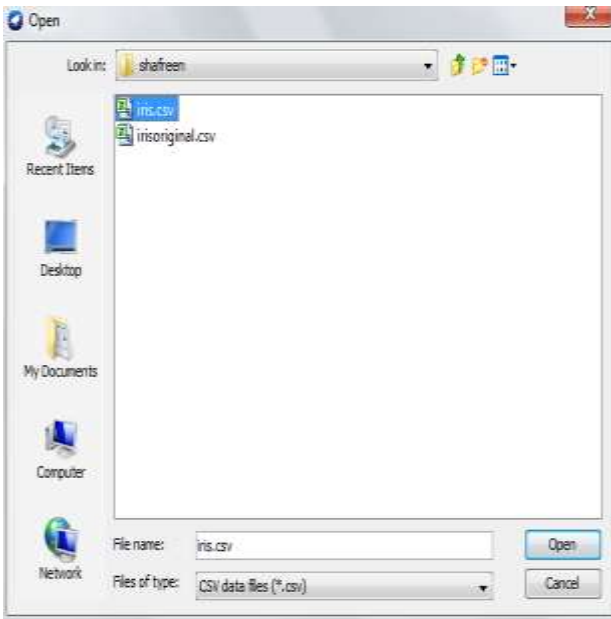 Open
Look in: shafreen
iris.csv
irisoriginal.csv
Recent Items
Desktop
My Documents
Computer
Network
File name: iris.csv Open
Files of type: CSV data files (*.csv) Cancel